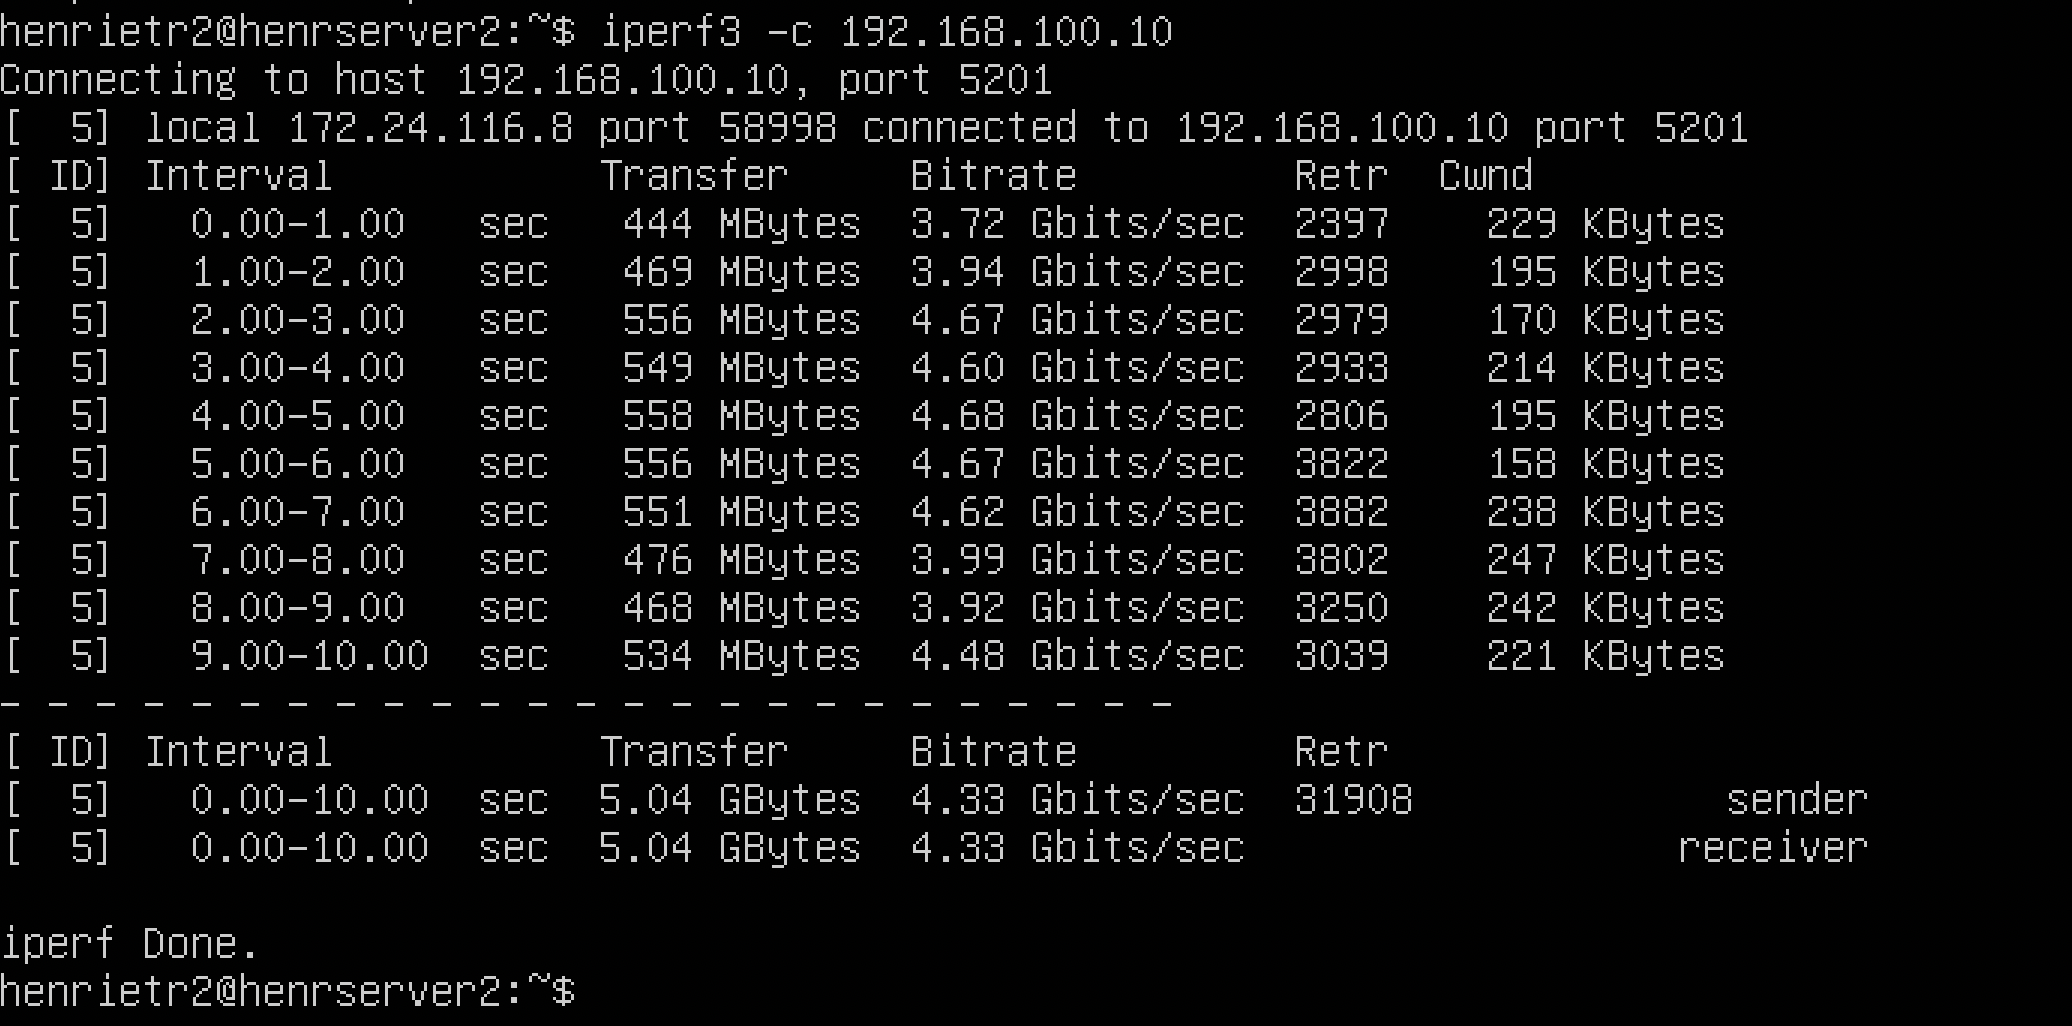 henrietr2@henrserver2:~$ iperf3 -c 192.168.100.10
Connecting to host 192.168.100.10, port 5201
[  5] local 172.24.116.8 port 58998 connected to 192.168.100.10 port 5201
[ ID] Interval           Transfer     Bitrate         Retr  Cwnd
[  5]   0.00-1.00   sec   444 MBytes  3.72 Gbits/sec  2397    229 KBytes
[  5]   1.00-2.00   sec   469 MBytes  3.94 Gbits/sec  2998    195 KBytes
[  5]   2.00-3.00   sec   556 MBytes  4.67 Gbits/sec  2979    170 KBytes
[  5]   3.00-4.00   sec   549 MBytes  4.60 Gbits/sec  2933    214 KBytes
[  5]   4.00-5.00   sec   558 MBytes  4.68 Gbits/sec  2806    195 KBytes
[  5]   5.00-6.00   sec   556 MBytes  4.67 Gbits/sec  3822    158 KBytes
[  5]   6.00-7.00   sec   551 MBytes  4.62 Gbits/sec  3882    238 KBytes
[  5]   7.00-8.00   sec   476 MBytes  3.99 Gbits/sec  3802    247 KBytes
[  5]   8.00-9.00   sec   468 MBytes  3.92 Gbits/sec  3250    242 KBytes
[  5]   9.00-10.00  sec   534 MBytes  4.48 Gbits/sec  3039    221 KBytes
- - - - - - - - - - - - - - - - - - - - - - - - -
[ ID] Interval           Transfer     Bitrate         Retr
[  5]   0.00-10.00  sec  5.04 GBytes  4.33 Gbits/sec  31908             sender
[  5]   0.00-10.00  sec  5.04 GBytes  4.33 Gbits/sec                  receiver
iperf Done.
henrietr2@henrserver2:~$